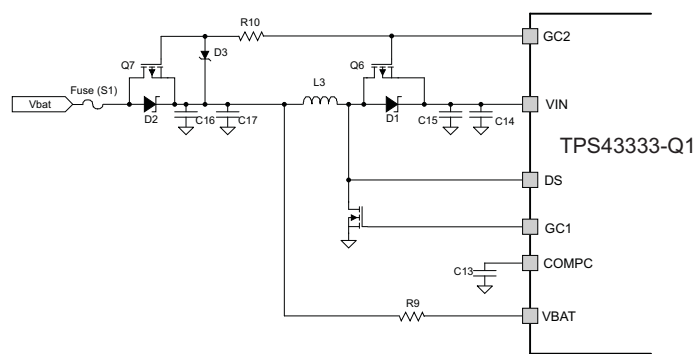 R10
GC2
D3
Q7
Q6
L3
Fuse (S1)
Vbat
VIN
D2
C16
C17
D1
C15
C14
TPS43333-Q1
DS
GC1
COMPC
C13
R9
VBAT